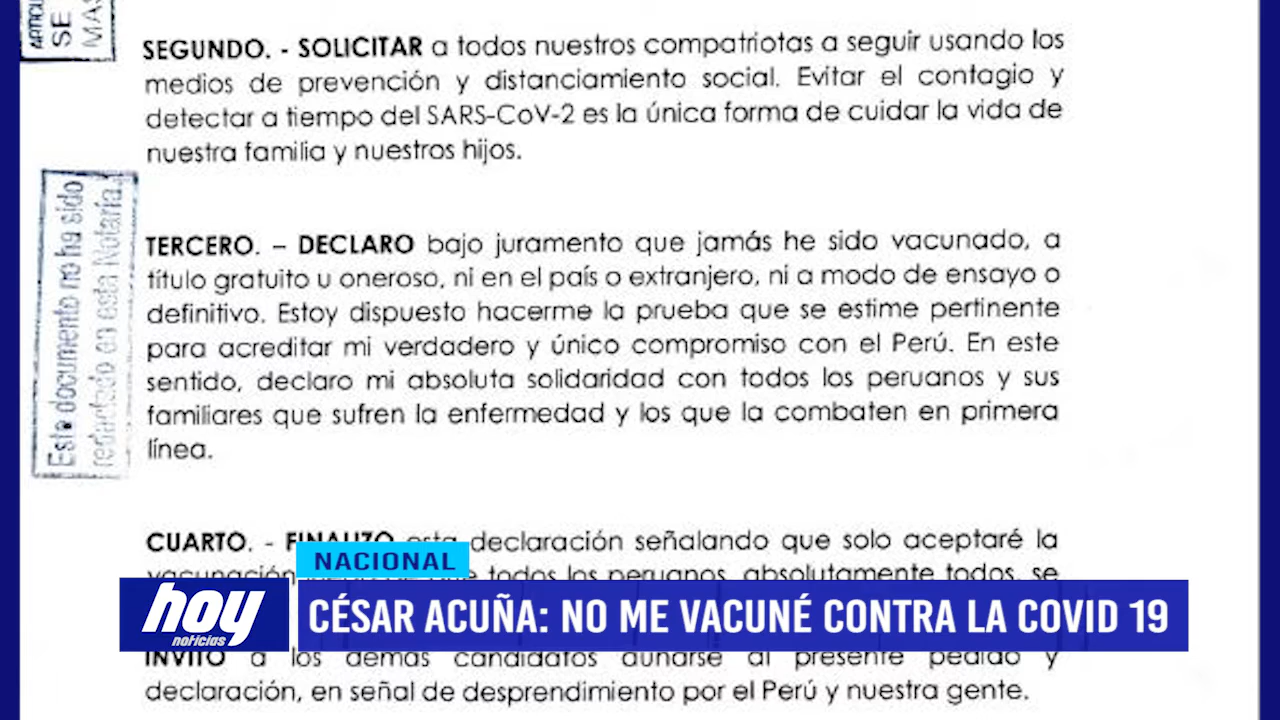 ARTICU
SE
MAS
SEGUNDO. - SOLICITAR a todos nuestros compatriotas a seguir usando los
medios de prevención y distanciamiento social. Evitar el contagio y
detectar a tiempo del SARS-CoV-2 es la única forma de cuidar la vida de
nuestra familia y nuestros hijos.
Este documento no ha sido
redactado en esta Notaría.
TERCERO. – DECLARO bajo juramento que jamás he sido vacunado, a
título gratuito u oneroso, ni en el país o extranjero, ni a modo de ensayo o
definitivo. Estoy dispuesto hacerme la prueba que se estime pertinente
para acreditar mi verdadero y único compromiso con el Perú. En este
sentido, declaro mi absoluta solidaridad con todos los peruanos y sus
familiares que sufren la enfermedad y los que la combaten en primera
línea.
CUARTO. - FINALIZO esta declaración señalando que solo aceptaré la
vacunación que todos los peruanos, absolutamente todos, se
NACIONAL
hoy
noticias
CÉSAR ACUÑA: NO ME VACUNÉ CONTRA LA COVID 19
INVITO a los demás candidatos aunarse al presente pedido y
declaración, en señal de desprendimiento por el Perú y nuestra gente.